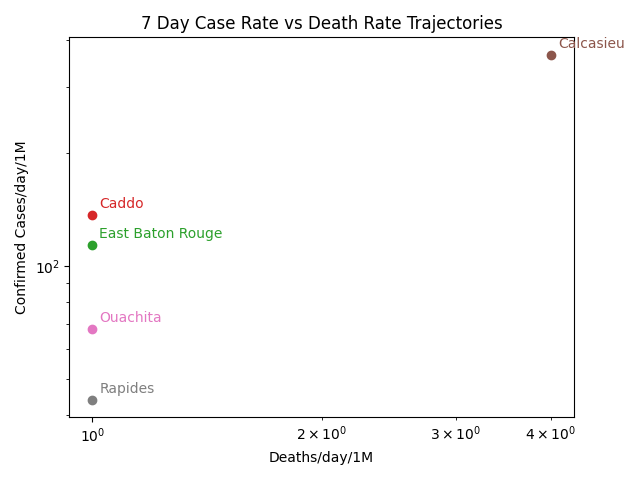 7 Day Case Rate vs Death Rate Trajectories
Calcasieu
Caddo
East Baton Rouge
Ouachita
Rapides
Confirmed Cases/day/1M
10²
10⁰
2 × 10⁰
3 × 10⁰
4 × 10⁰
Deaths/day/1M